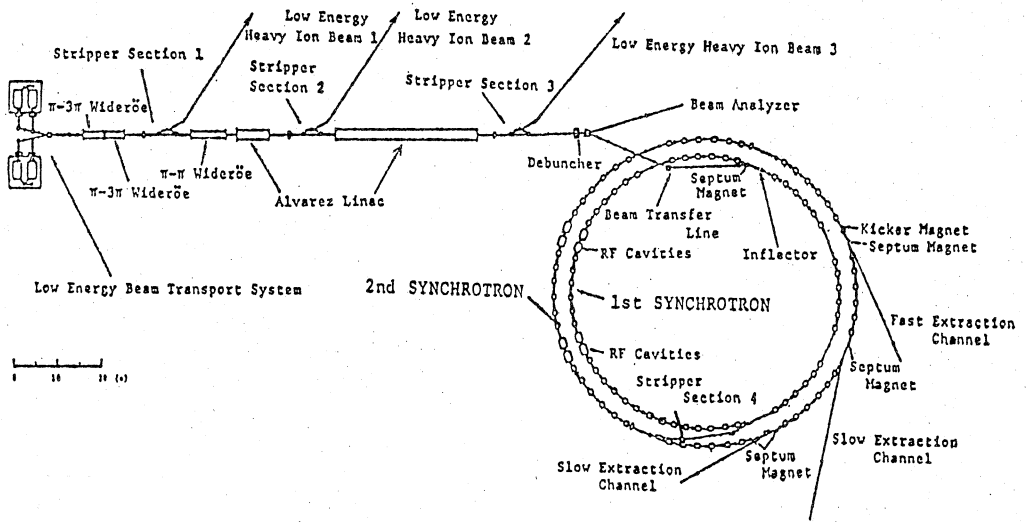 Low Energy
Heavy Ion Beam 1
Low Energy
Heavy Ion Beam 2
Low Energy Heavy Ion Beam 3
Stripper Section 1
Stripper
Section 2
Stripper Section 3
π-3π Wideröe
Beam Analyzer
Debuncher
π-3π Wideröe
π-π Wideröe
Alvarez Linac
Septum
Magnet
Beam Transfer
Line
Inflector
Kicker Magnet
Septum Magnet
RF Cavities
Low Energy Beam Transport System
2nd SYNCHROTRON
1st SYNCHROTRON
Fast Extraction
Channel
RF Cavities
Septum
Magnet
0 10 20 (m)
Stripper
Section 4
Slow Extraction
Channel
Septum
Magnet
Slow Extraction
Channel